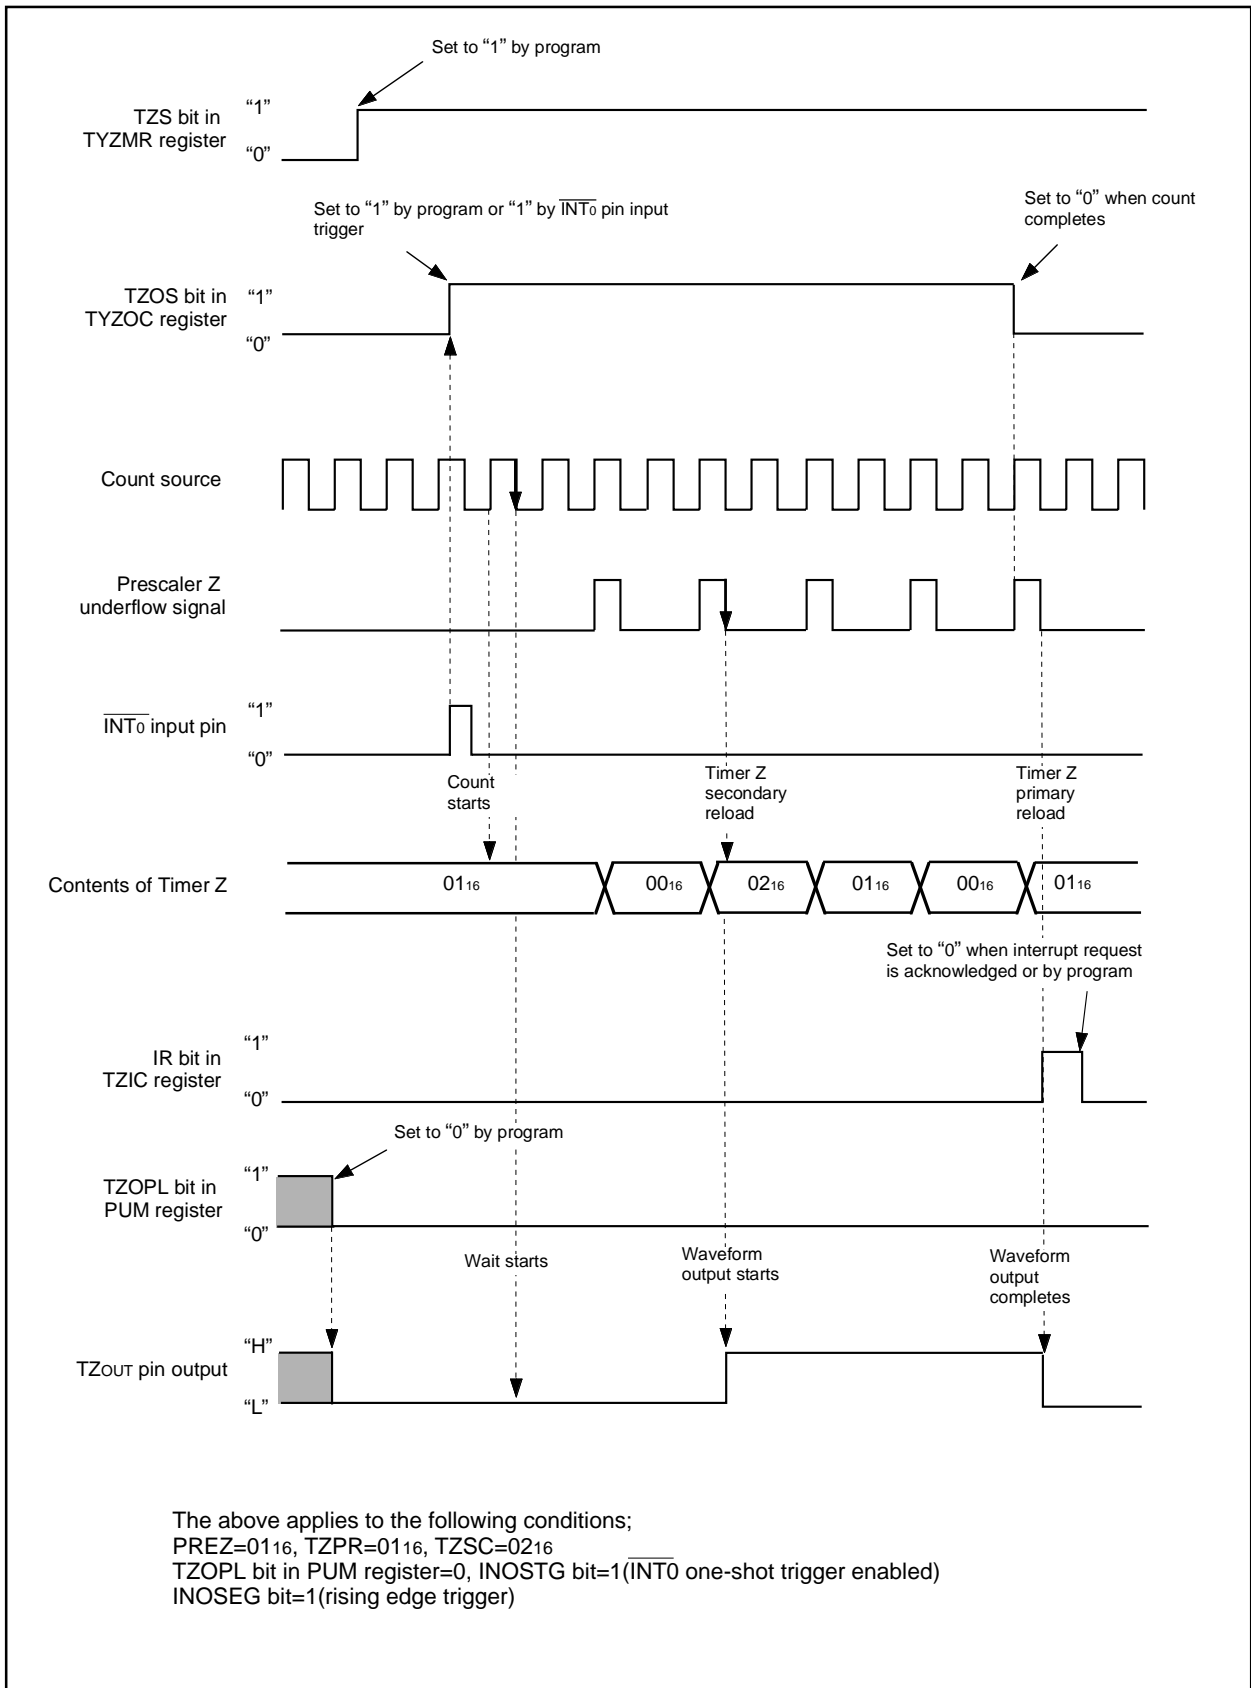 Set to “1” by program
TZS bit in
TYZMR register
“1”
“0”
Set to “1” by program or “1” by INT0 pin input
trigger
Set to “0” when count
completes
TZOS bit in
TYZOC register
“1”
“0”
Count source
Prescaler Z
underflow signal
INT0 input pin
“1”
“0”
Count
starts
Timer Z
secondary
reload
Timer Z
primary
reload
Contents of Timer Z
0116
0016
0216
0116
0016
0116
Set to “0” when interrupt request
is acknowledged or by program
IR bit in
TZIC register
“1”
“0”
Set to “0” by program
TZOPL bit in
PUM register
“1”
“0”
Wait starts
Waveform
output starts
Waveform
output
completes
TZOUT pin output
“H”
“L”
The above applies to the following conditions;
PREZ=0116, TZPR=0116, TZSC=0216
TZOPL bit in PUM register=0, INOSTG bit=1(INT0 one-shot trigger enabled)
INOSEG bit=1(rising edge trigger)